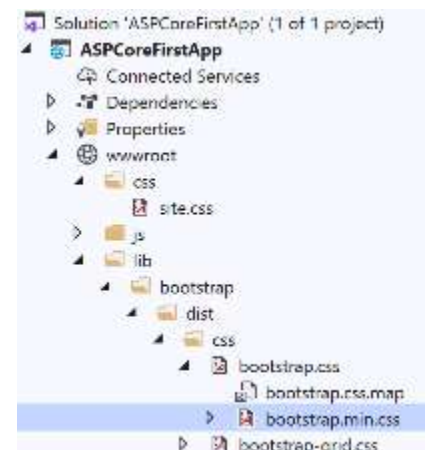 Solution 'ASPCoreFirstApp' (1 of 1 project)
ASPCoreFirstApp
Connected Services
Dependencies
Properties
wwwroot
css
site.css
js
lib
bootstrap
dist
css
bootstrap.css
bootstrap.css.map
bootstrap.min.css
bootstrap-grid.css